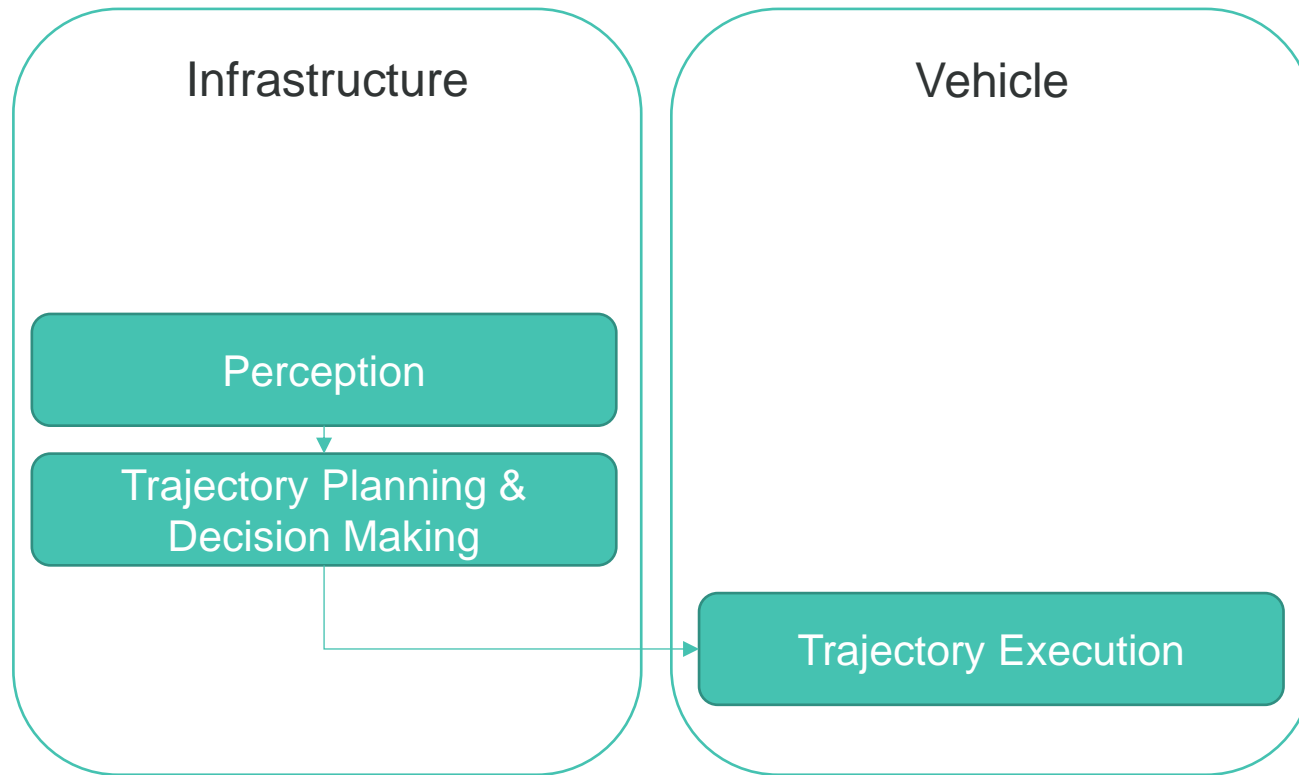 Infrastructure
Vehicle
Perception
Trajectory Planning &
Decision Making
Trajectory Execution